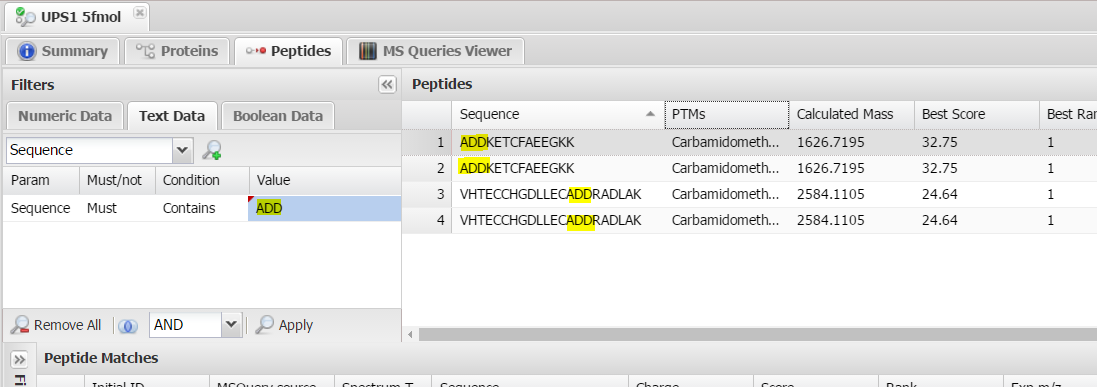 UPS1 5fmol
Summary Proteins Peptides MS Queries Viewer
Filters
Numeric Data Text Data Boolean Data
Sequence
Param Must/not Condition Value
Sequence Must Contains ADD
Remove All AND Apply
Peptides
Sequence PTMs Calculated Mass Best Score Best Ran
1 ADDKETCFAEEGKK Carbamidometh... 1626.7195 32.75 1
2 ADDKETCFAEEGKK Carbamidometh... 1626.7195 32.75 1
3 VHTECCHGDLLECADDRADLAK Carbamidometh... 2584.1105 24.64 1
4 VHTECCHGDLLECADDRADLAK Carbamidometh... 2584.1105 24.64 1
Peptide Matches
Initial ID MSQuery source Spectrum T Sequence Charge Score Rank Exp m/z